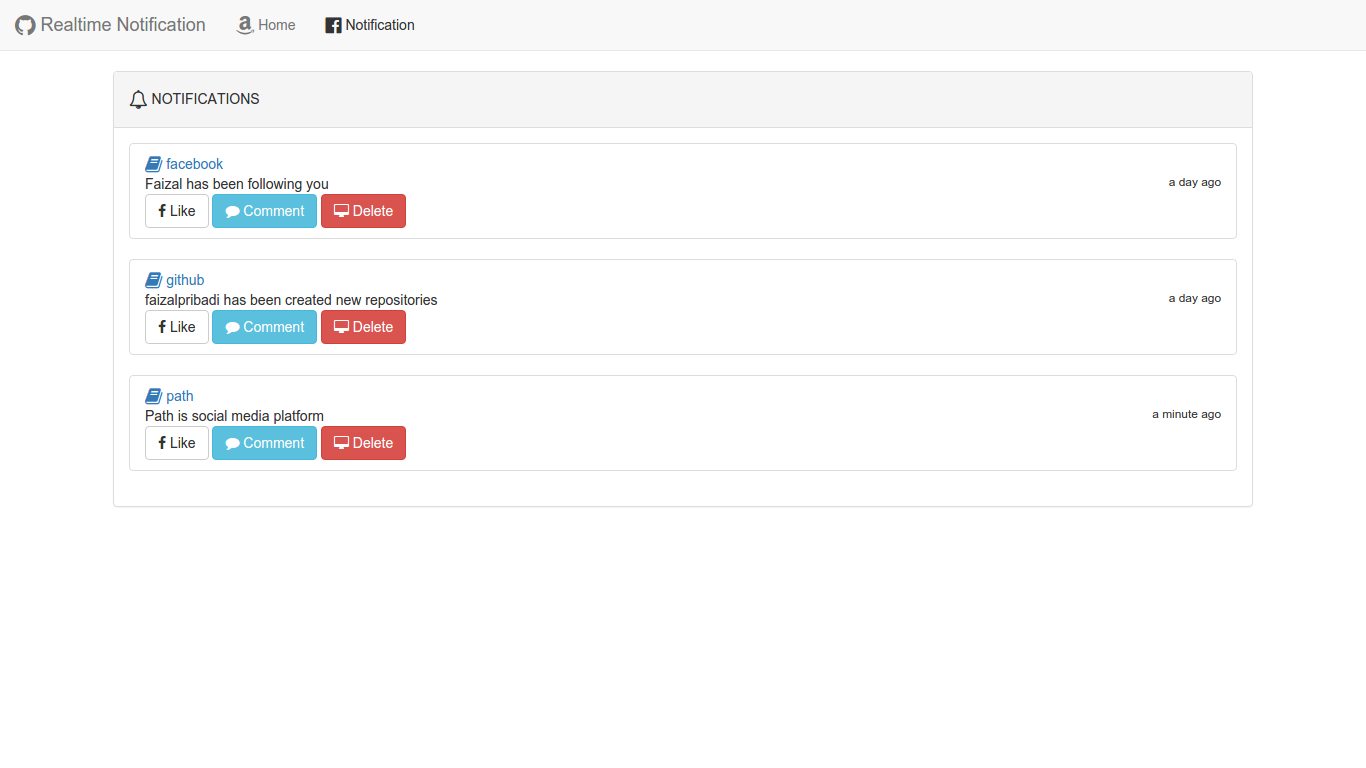 Realtime Notification Home Notification
NOTIFICATIONS
facebook
Faizal has been following you
a day ago
Like Comment Delete
github
faizalpribadi has been created new repositories
a day ago
Like Comment Delete
path
Path is social media platform
a minute ago
Like Comment Delete